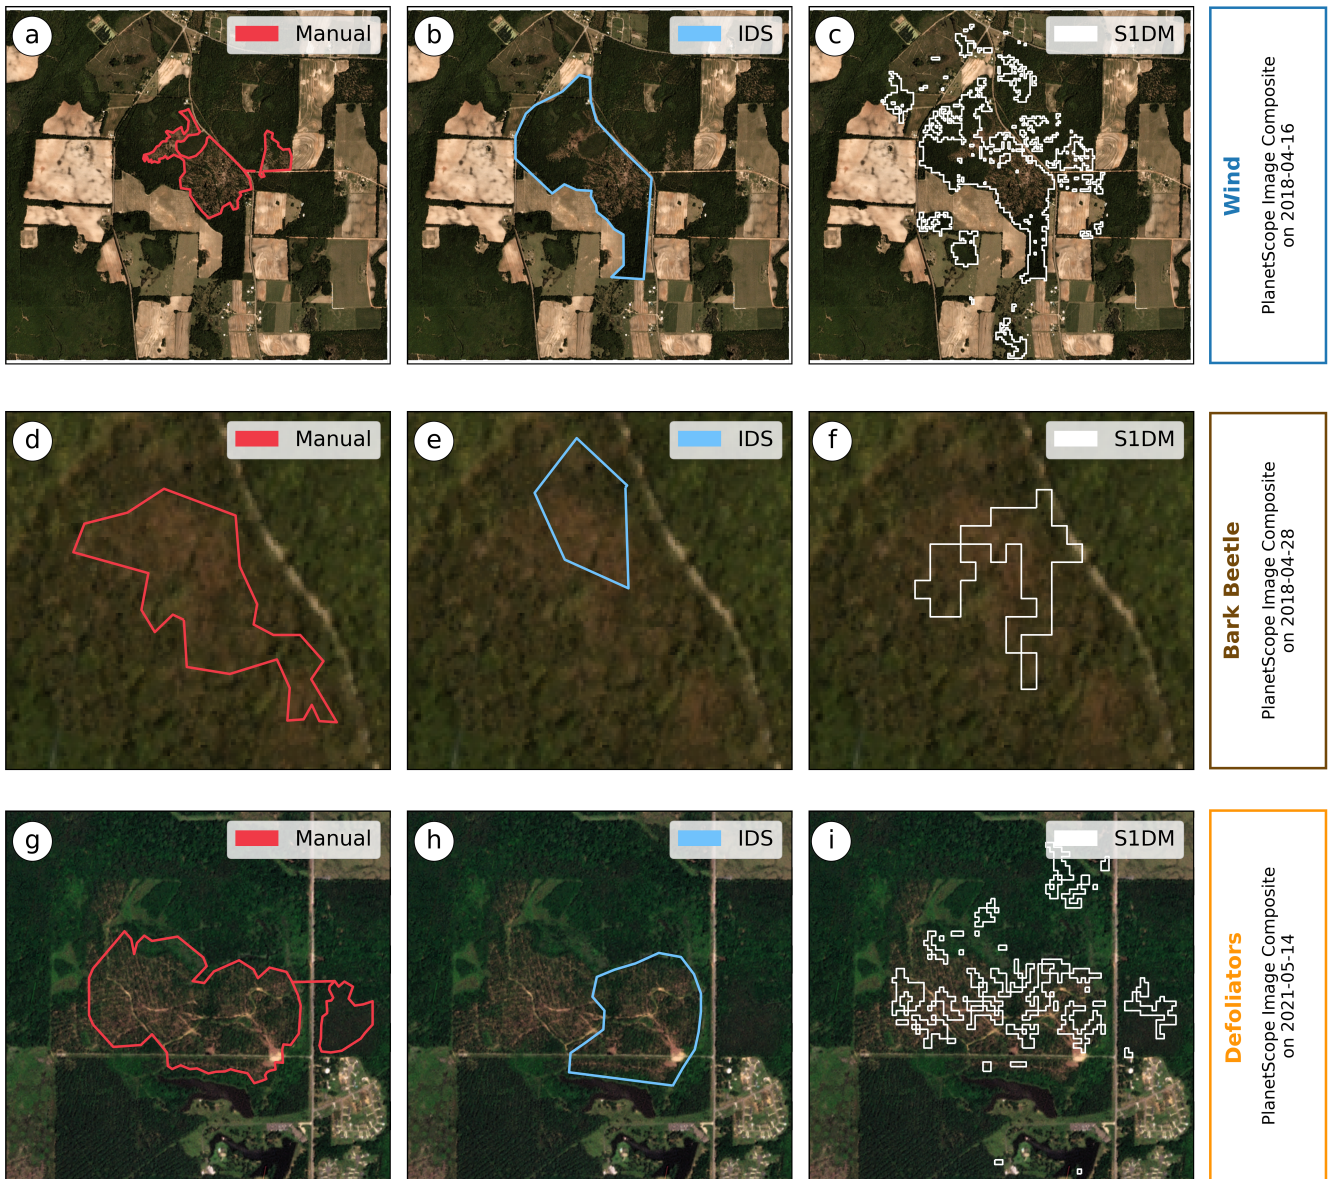 a
Manual
b
IDS
c
S1DM
Wind
PlanetScope Image Composite
on 2018-04-16
d
Manual
e
IDS
f
S1DM
Bark Beetle
PlanetScope Image Composite
on 2018-04-28
g
Manual
h
IDS
i
S1DM
Defoliators
PlanetScope Image Composite
on 2021-05-14